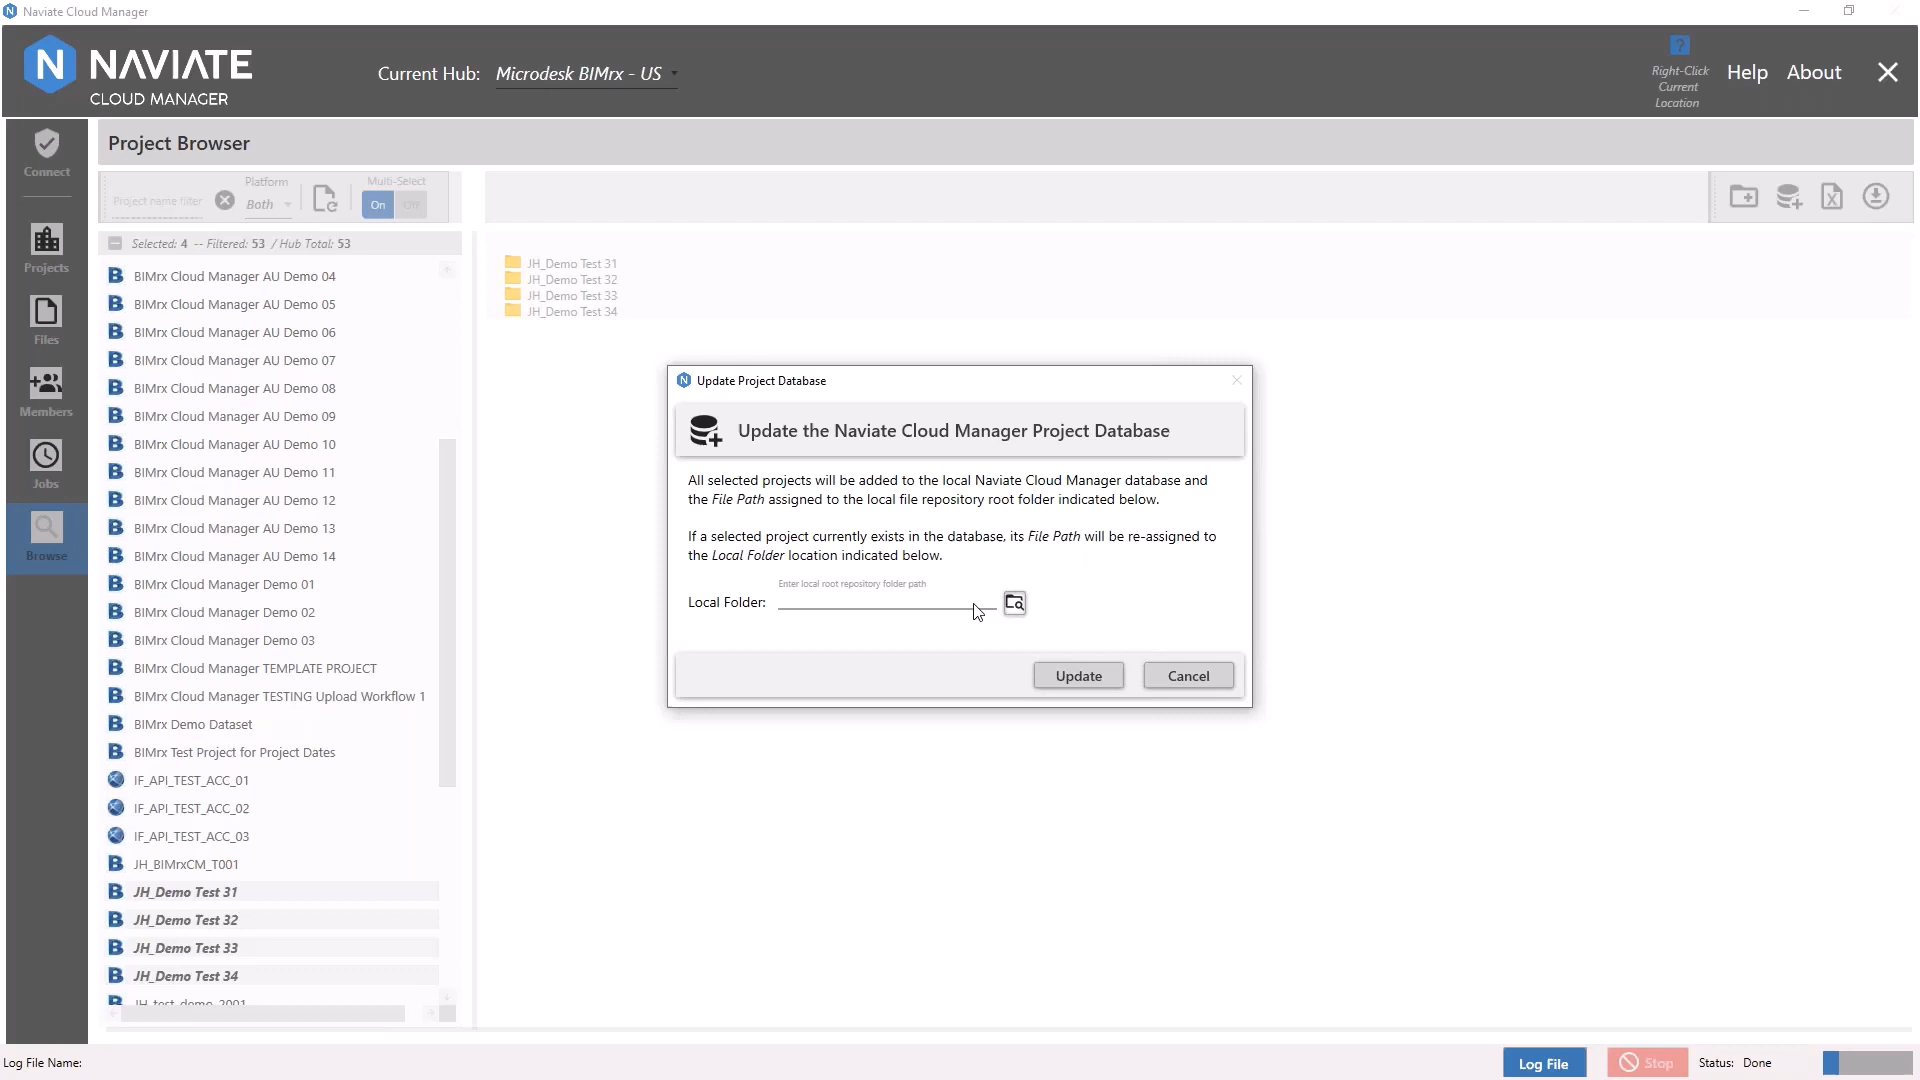 Naviate Cloud Manager
NAVIATE
CLOUD MANAGER
Current Hub: Microdesk BIMrx - US
?
Right-Click
Current
Location
Help
About
Connect
Projects
Files
Members
Jobs
Browse
Project Browser
Project name filter
Platform
Both
Multi-Select
On
Off
Selected: 4 -- Filtered: 53 / Hub Total: 53
BIMrx Cloud Manager AU Demo 04
BIMrx Cloud Manager AU Demo 05
BIMrx Cloud Manager AU Demo 06
BIMrx Cloud Manager AU Demo 07
BIMrx Cloud Manager AU Demo 08
BIMrx Cloud Manager AU Demo 09
BIMrx Cloud Manager AU Demo 10
BIMrx Cloud Manager AU Demo 11
BIMrx Cloud Manager AU Demo 12
BIMrx Cloud Manager AU Demo 13
BIMrx Cloud Manager AU Demo 14
BIMrx Cloud Manager Demo 01
BIMrx Cloud Manager Demo 02
BIMrx Cloud Manager Demo 03
BIMrx Cloud Manager TEMPLATE PROJECT
BIMrx Cloud Manager TESTING Upload Workflow 1
BIMrx Demo Dataset
BIMrx Test Project for Project Dates
IF_API_TEST_ACC_01
IF_API_TEST_ACC_02
IF_API_TEST_ACC_03
JH_BIMrxCM_T001
JH_Demo Test 31
JH_Demo Test 32
JH_Demo Test 33
JH_Demo Test 34
JH_test_demo_2001
JH_Demo Test 31
JH_Demo Test 32
JH_Demo Test 33
JH_Demo Test 34
Update Project Database
Update the Naviate Cloud Manager Project Database
All selected projects will be added to the local Naviate Cloud Manager database and
the File Path assigned to the local file repository root folder indicated below.
If a selected project currently exists in the database, its File Path will be re-assigned to
the Local Folder location indicated below.
Enter local root repository folder path
Local Folder:
Update
Cancel
Log File Name:
Log File
Stop
Status: Done